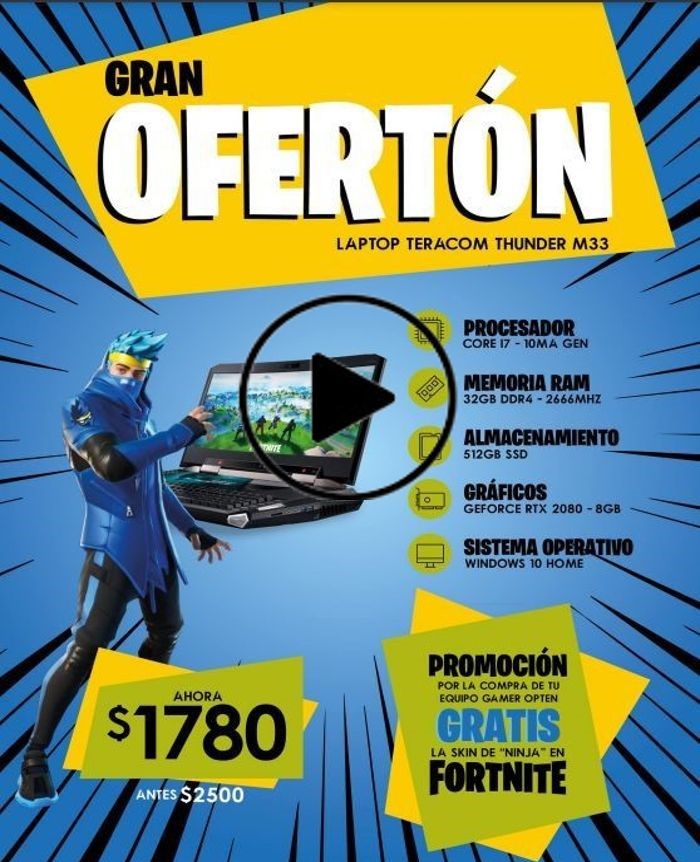 GRAN
OFERTÓN
LAPTOP TERACOM THUNDER M33
PROCESADOR
CORE I7 - 10MA GEN
MEMORIA RAM
32GB DDR4 - 2666MHZ
ALMACENAMIENTO
512GB SSD
GRÁFICOS
GEFORCE RTX 2080 - 8GB
SISTEMA OPERATIVO
WINDOWS 10 HOME
FORTNITE
AHORA
$1780
ANTES $2500
PROMOCIÓN
POR LA COMPRA DE TU
EQUIPO GAMER OPTEN
GRATIS
LA SKIN DE "NINJA" EN
FORTNITE